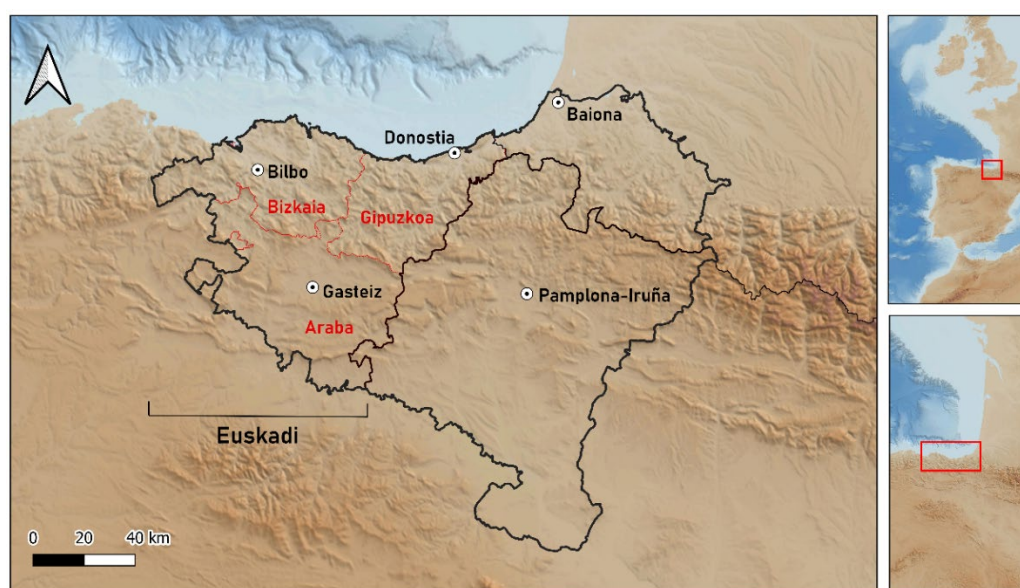 Baiona
Donostia
Bilbo
Bizkaia
Gipuzkoa
Gasteiz
Pamplona-Iruña
Araba
Euskadi
0 20 40 km